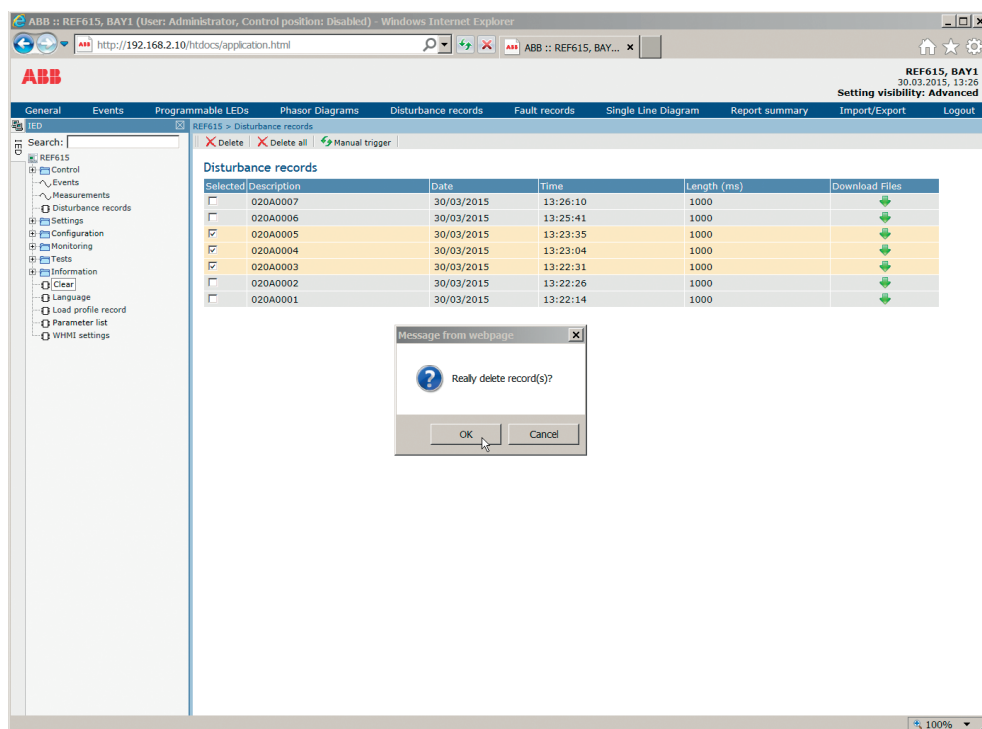 ABB :: REF615, BAY1 (User: Administrator, Control position: Disabled) - Windows Internet Explorer
ABB http://192.168.2.10/htdocs/application.html ABB ABB :: REF615, BAY...
ABB
REF615, BAY1
30.03.2015, 13:26
Setting visibility: Advanced
General Events Programmable LEDs Phasor Diagrams Disturbance records Fault records Single Line Diagram Report summary Import/Export Logout
IED
IED
Search:
REF615
Control
Events
Measurements
Disturbance records
Settings
Configuration
Monitoring
Tests
Information
Clear
Language
Load profile record
Parameter list
WHMI settings
REF615 > Disturbance records
Delete Delete all Manual trigger
Disturbance records
Selected Description Date Time Length (ms) Download Files
020A0007 30/03/2015 13:26:10 1000
020A0006 30/03/2015 13:25:41 1000
020A0005 30/03/2015 13:23:35 1000
020A0004 30/03/2015 13:23:04 1000
020A0003 30/03/2015 13:22:31 1000
020A0002 30/03/2015 13:22:26 1000
020A0001 30/03/2015 13:22:14 1000
Message from webpage
Really delete record(s)?
OK Cancel
100%